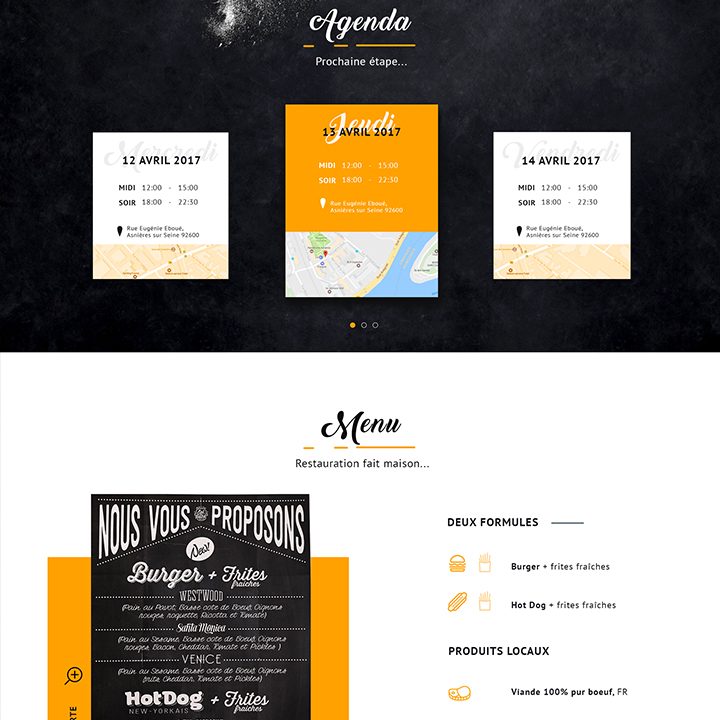 Agenda
Prochaine étape...
Mercredi
12 AVRIL 2017
MIDI 12:00 - 15:00
SOIR 18:00 - 22:30
Rue Eugénie Eboué,
Asnières sur Seine 92600
Jeudi
13 AVRIL 2017
MIDI 12:00 - 15:00
SOIR 18:00 - 22:30
Rue Eugénie Eboué,
Asnières sur Seine 92600
Vendredi
14 AVRIL 2017
MIDI 12:00 - 15:00
SOIR 18:00 - 22:30
Rue Eugénie Eboué,
Asnières sur Seine 92600
Menu
Restauration fait maison...
NOUS VOUS PROPOSONS
New!
Burger + Frites
fraîches
WESTWOOD
(Pain au Pavot, Basse cote de Boeuf, Oignons
rouges, roquette, Ricotta et Tomate)
Santa Monica
(Pain au Sesame, Basse cote de Boeuf, Oignons
rouges, Bacon, Cheddar, Tomate et Pickles )
VENICE
(Pain au Sesame, Basse cote de Boeuf, Oignons
frits, Cheddar, Tomate et Pickles)
HotDog + Frites
NEW-YORKAIS fraîches
RTE
DEUX FORMULES
Burger + frites fraîches
Hot Dog + frites fraîches
PRODUITS LOCAUX
Viande 100% pur boeuf, FR